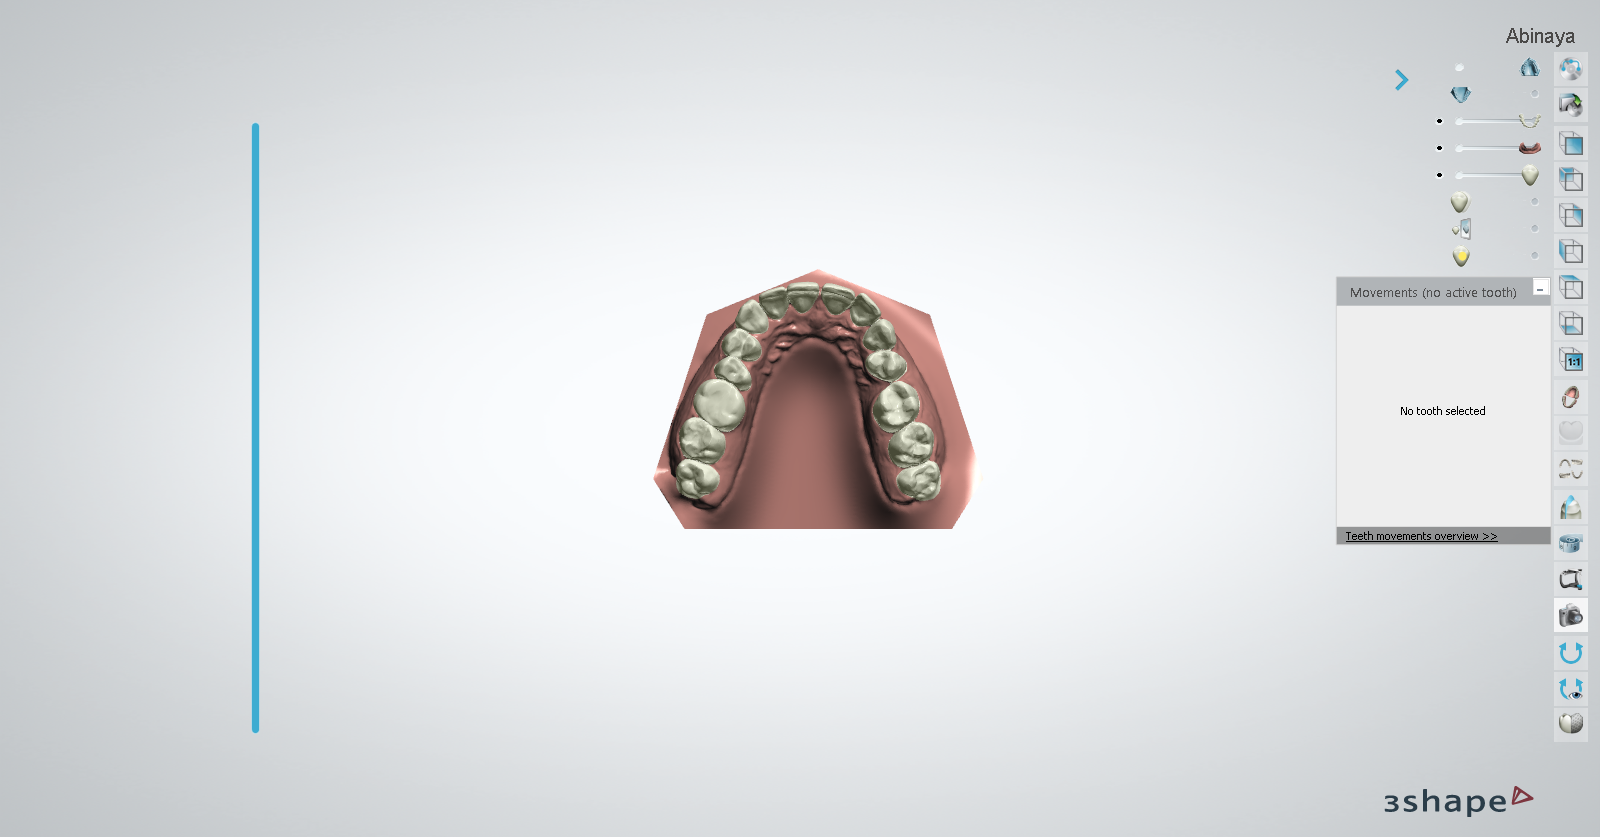 Abinaya
Movements (no active tooth)
1:1
No tooth selected
Teeth movements overview >>
3shape